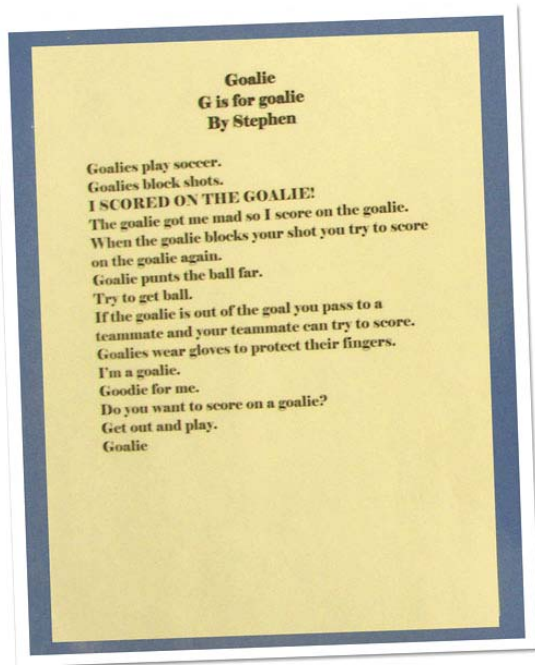 Goalie
G is for goalie
By Stephen
Goalies play soccer.
Goalies block shots.
I SCORED ON THE GOALIE!
The goalie got me mad so I score on the goalie.
When the goalie blocks your shot you try to score
on the goalie again.
Goalie punts the ball far.
Try to get ball.
If the goalie is out of the goal you pass to a
teammate and your teammate can try to score.
Goalies wear gloves to protect their fingers.
I'm a goalie.
Goodie for me.
Do you want to score on a goalie?
Get out and play.
Goalie